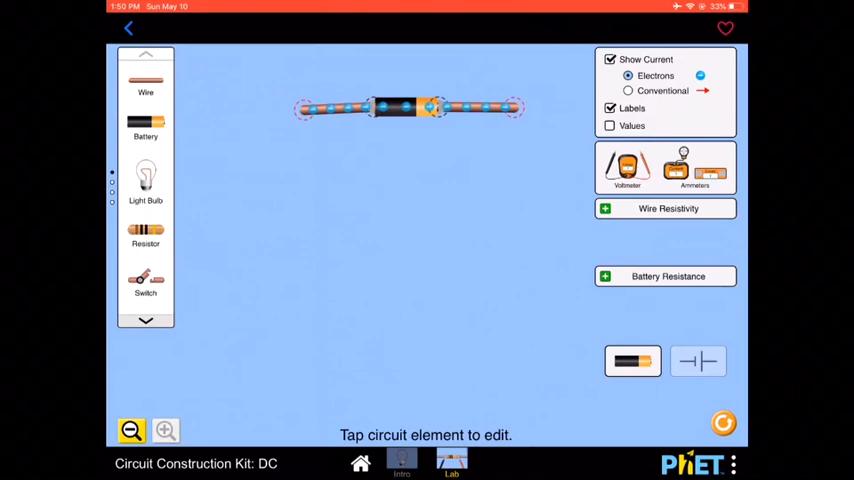 1:50 PM Sun May 10
33%
Wire
Battery
Light Bulb
Resistor
Switch
Show Current
Electrons
Conventional
Labels
Values
Voltmeter
Ammeters
Wire Resistivity
Battery Resistance
Tap circuit element to edit.
Circuit Construction Kit: DC
Intro
Lab
PhET